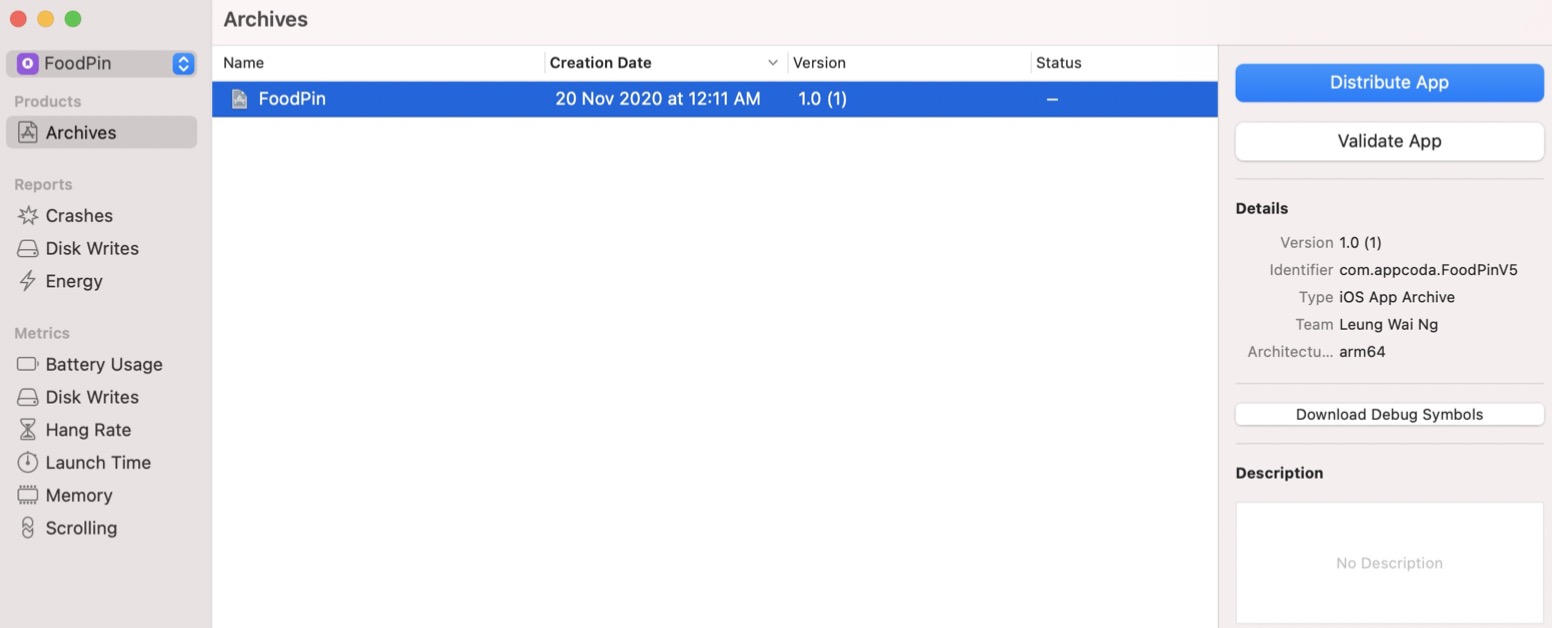 Archives
FoodPin
Products
Archives
Reports
Crashes
Disk Writes
Energy
Metrics
Battery Usage
Disk Writes
Hang Rate
Launch Time
Memory
Scrolling
Name Creation Date Version Status
FoodPin 20 Nov 2020 at 12:11 AM 1.0 (1) –
Distribute App
Validate App
Details
Version 1.0 (1)
Identifier com.appcoda.FoodPinV5
Type iOS App Archive
Team Leung Wai Ng
Architectu... arm64
Download Debug Symbols
Description
No Description